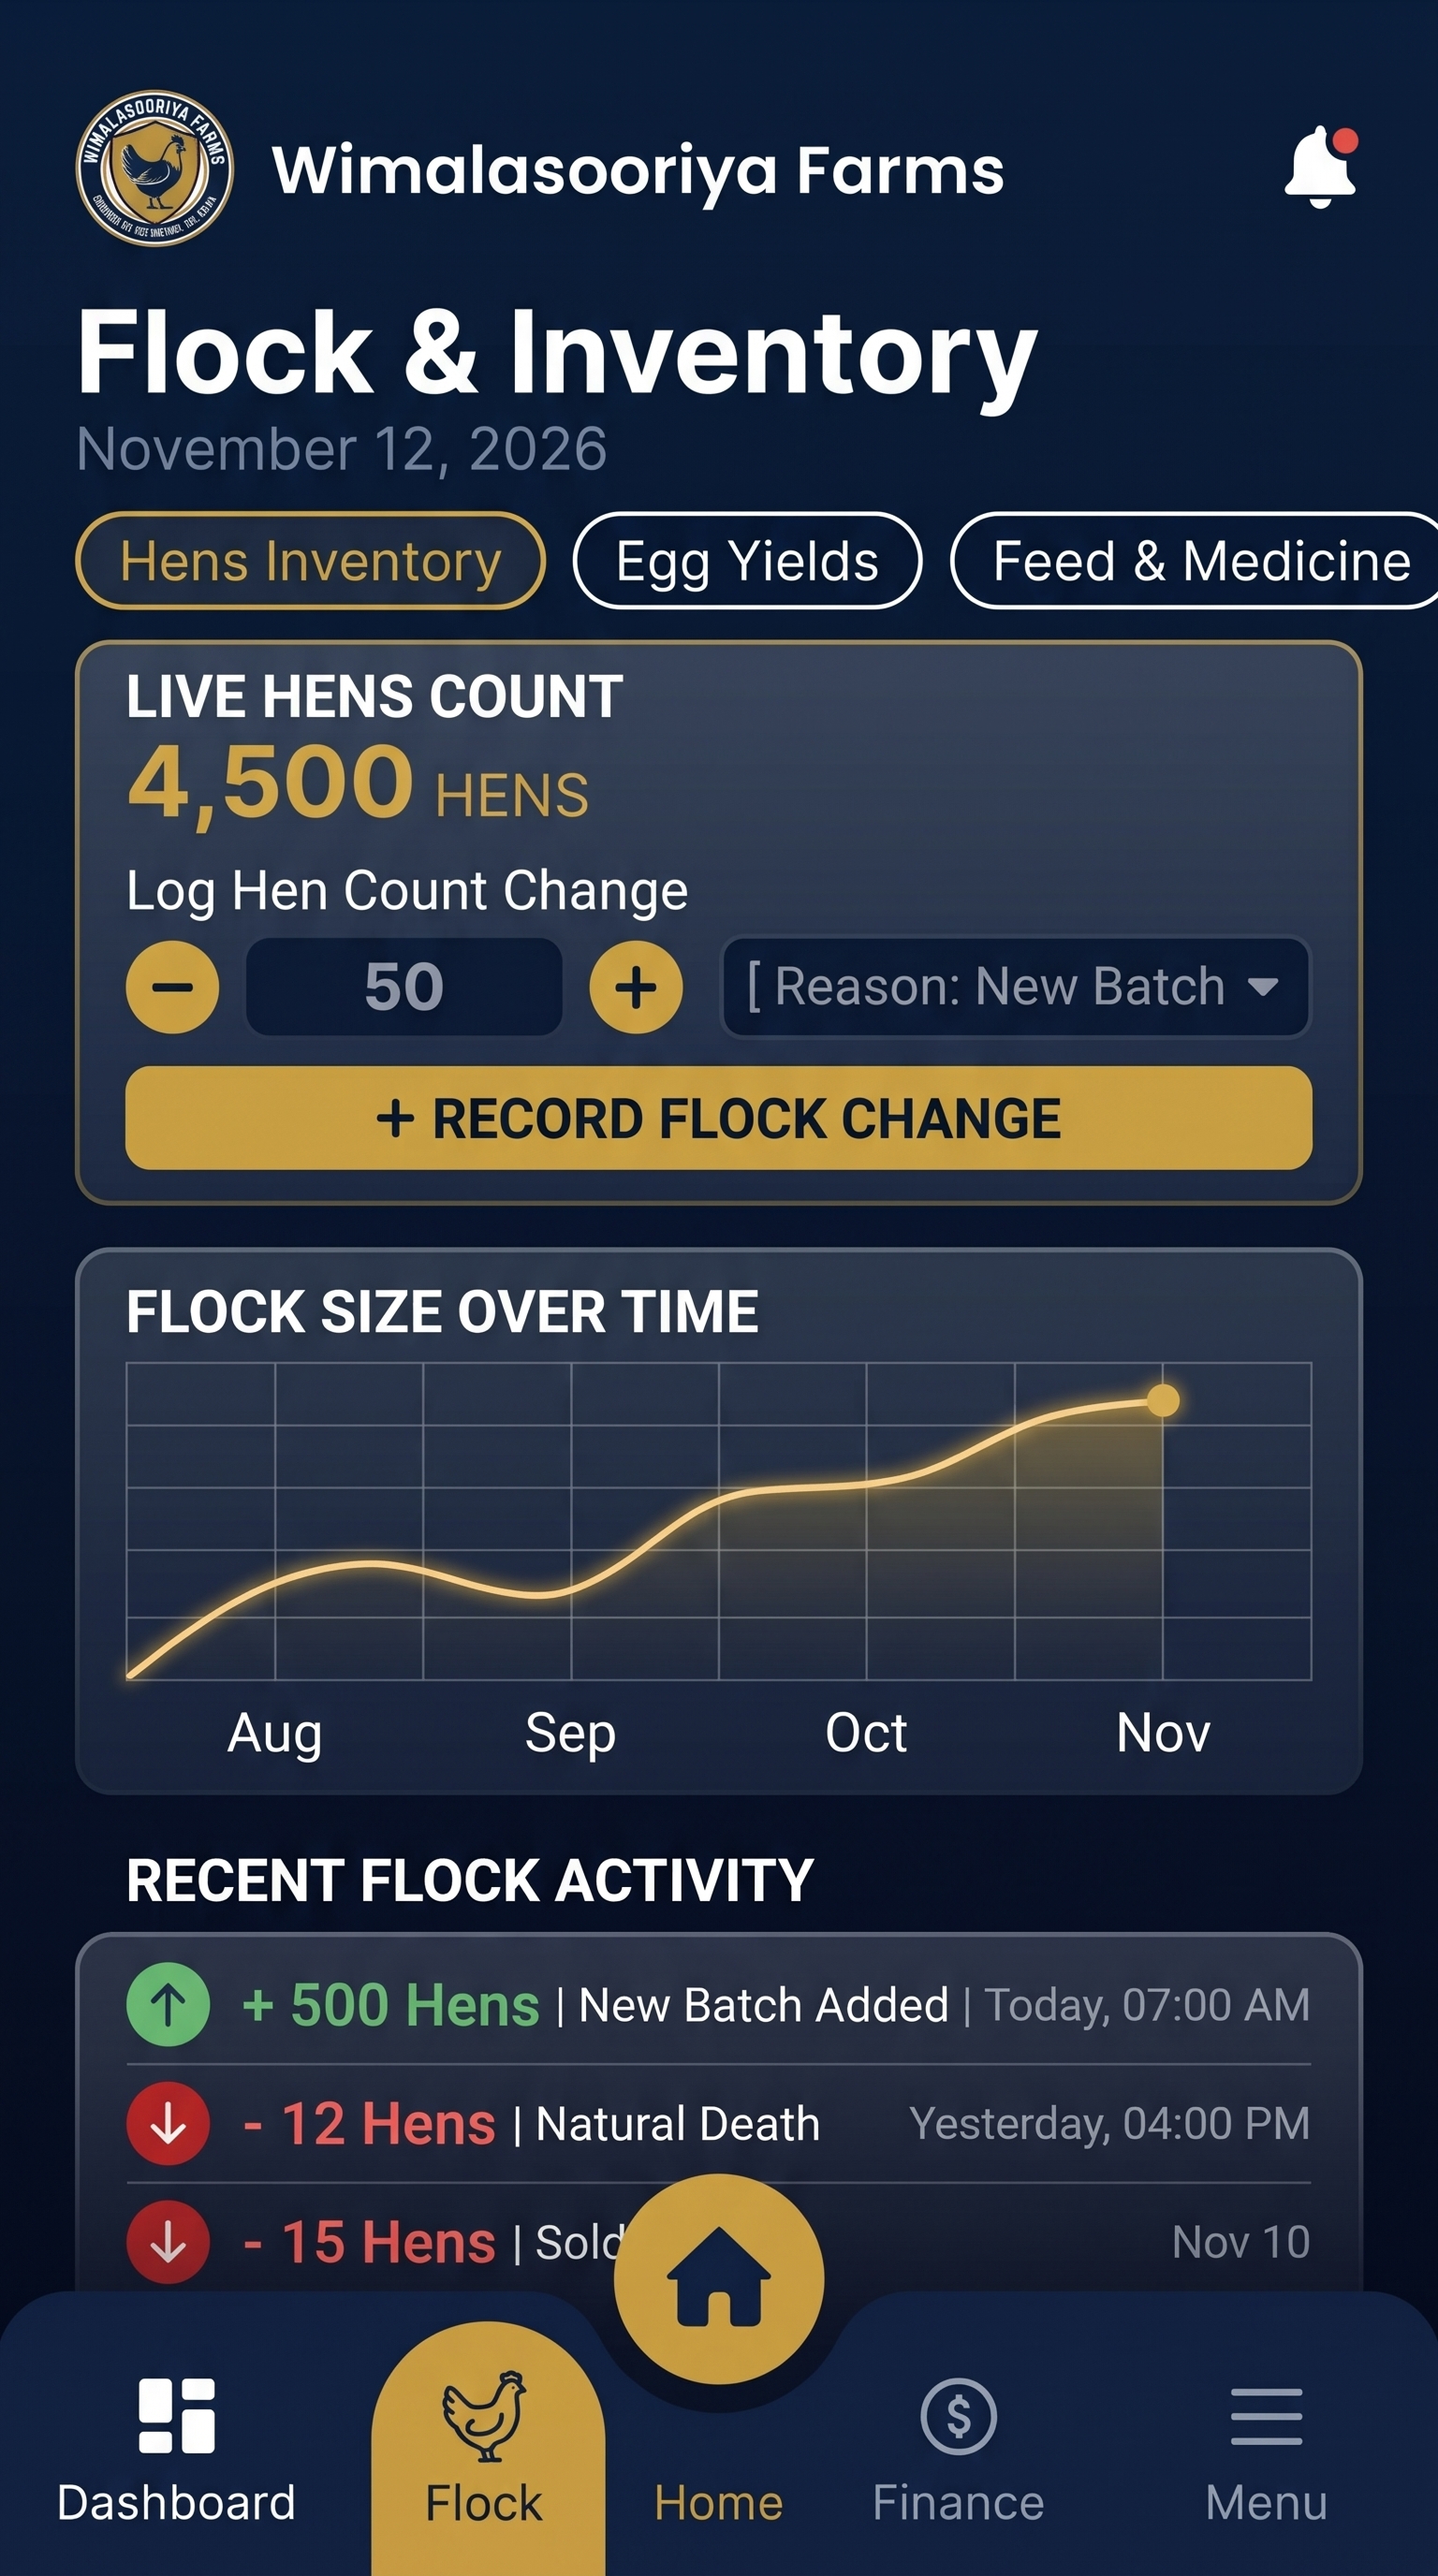 WIMALASOORIYA FARMS
Wimalasooriya Farms
Flock & Inventory
November 12, 2026
Hens Inventory
Egg Yields
Feed & Medicine
LIVE HENS COUNT
4,500 HENS
Log Hen Count Change
− 50 + [ Reason: New Batch
+ RECORD FLOCK CHANGE
FLOCK SIZE OVER TIME
Aug Sep Oct Nov
RECENT FLOCK ACTIVITY
+ 500 Hens | New Batch Added | Today, 07:00 AM
- 12 Hens | Natural Death Yesterday, 04:00 PM
- 15 Hens | Sold Nov 10
$
Dashboard Flock Home Finance Menu